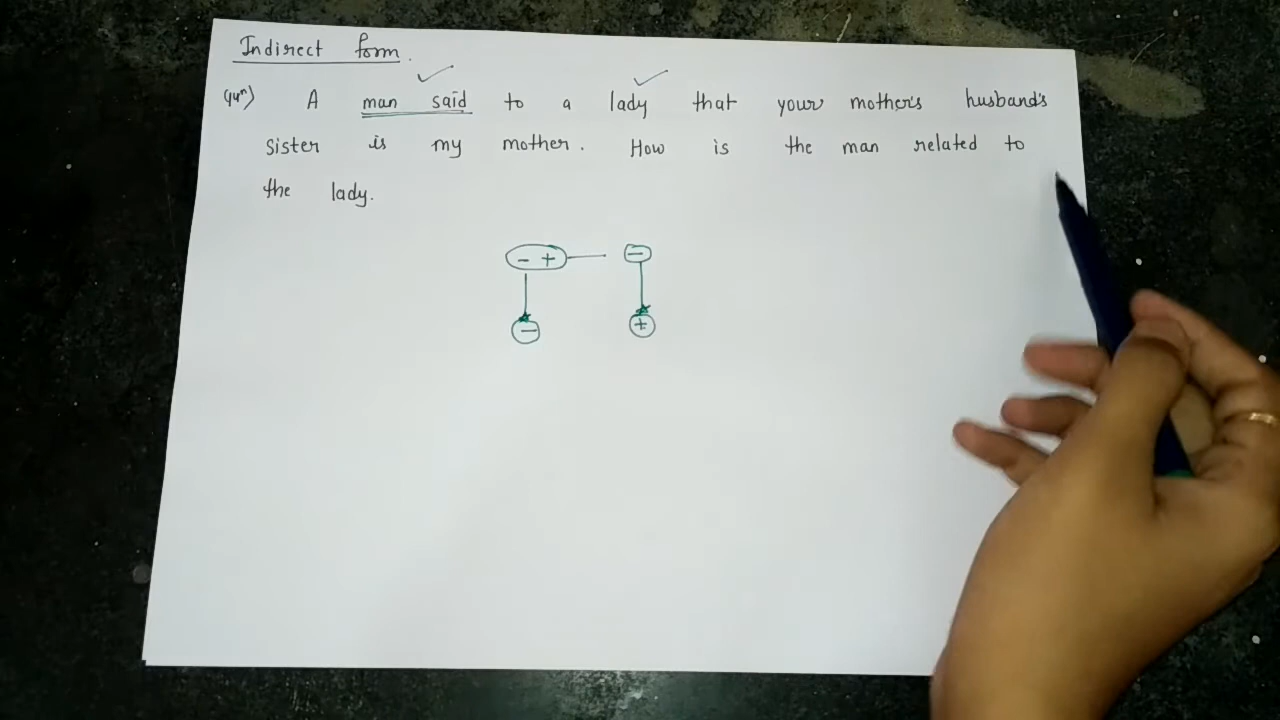 Indirect form.
A man said to a lady that your mother's husband's
sister is my mother. How is the man related to
the lady.
- + -
- +